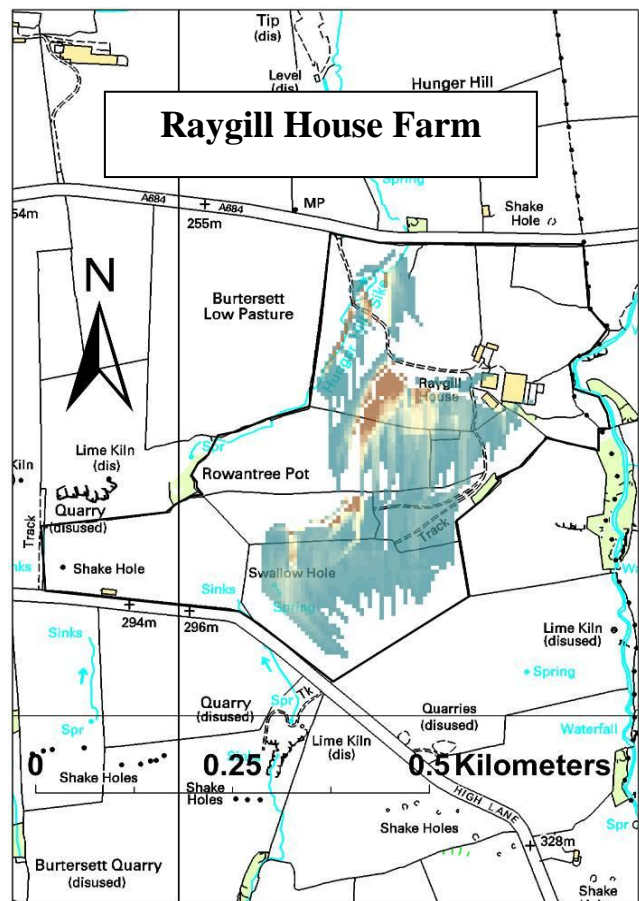 Tip
(dis)
Level
(dis)
Hunger Hill
Raygill House Farm
Spring
A684
A684
MP
Shake
Hole
54m
255m
N
Burtersett
Low Pasture
Sike
Raygill
House
Lime Kiln
(dis)
Kiln
Spr
Rowantree Pot
Quarry
(disused)
Track
Track
Shake Hole
Swallow Hole
Sinks
Spring
nks
294m
296m
Lime Kiln
(disused)
Sinks
Spring
Quarry
(disused)
Spr
Tk
Quarries
(disused)
Spr
Waterfall
Lime Kiln
(dis)
0
0.25
0.5 Kilometers
Shake Holes
Shake
Holes
HIGH LANE
Shake Holes
Spr
328m
Burtersett Quarry
(disused)
Shake